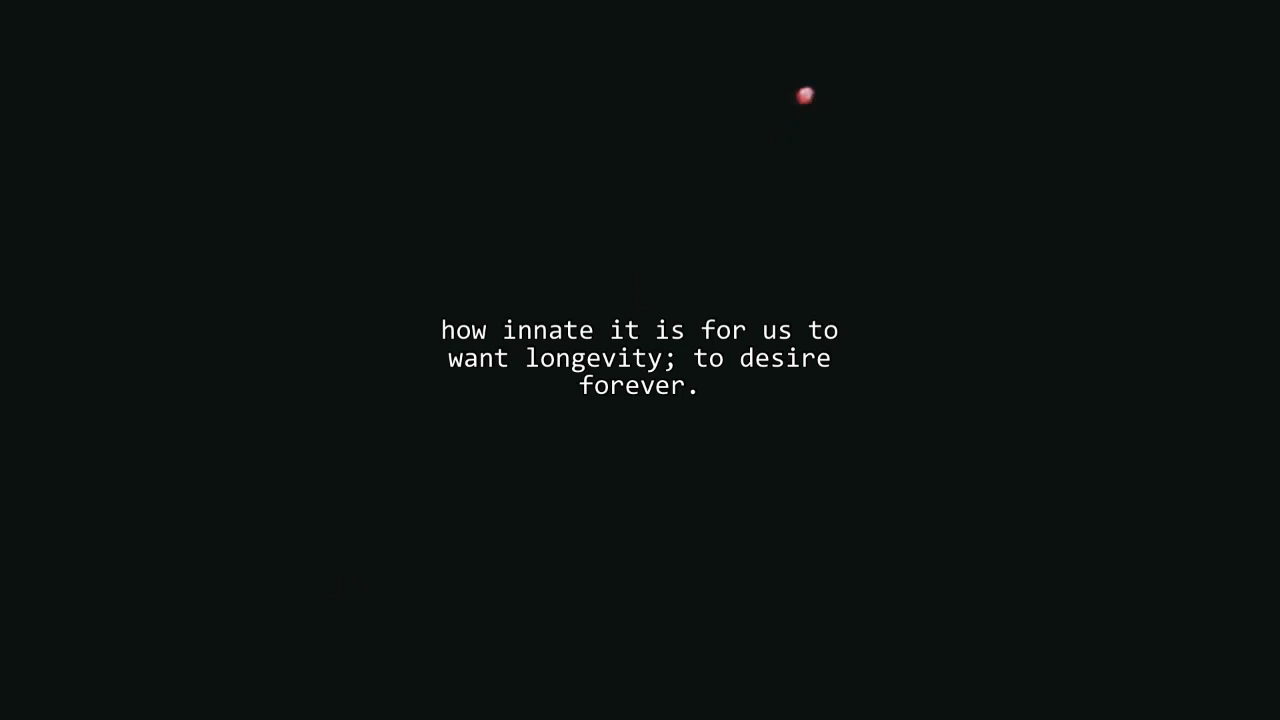 how innate it is for us to
want longevity; to desire
forever.